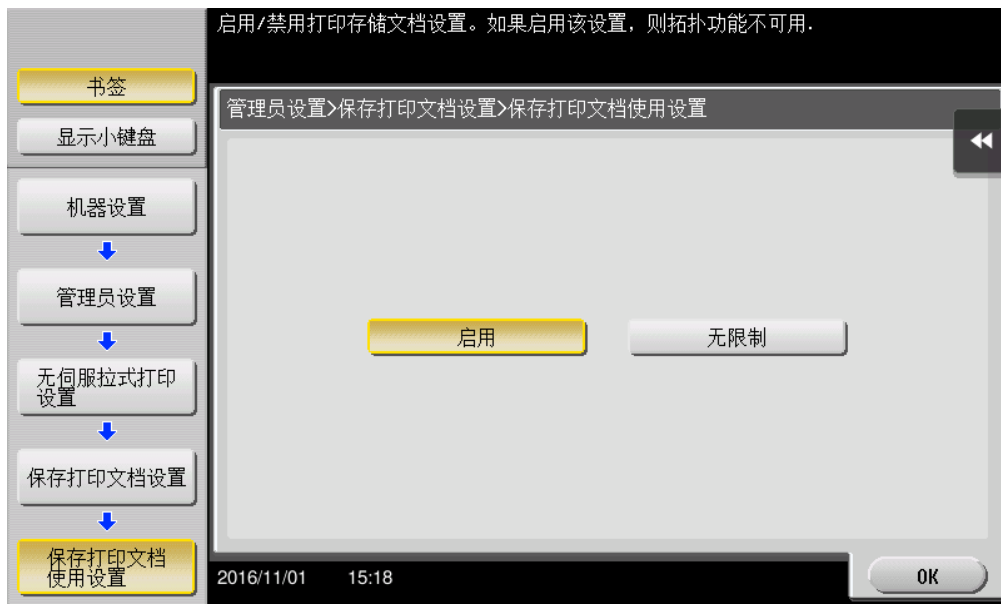 启用/禁用打印存储文档设置。如果启用该设置，则拓扑功能不可用.
书签
显示小键盘
管理员设置>保存打印文档设置>保存打印文档使用设置
机器设置
管理员设置
无伺服拉式打印
设置
保存打印文档设置
保存打印文档
使用设置
启用
无限制
2016/11/01 15:18
OK